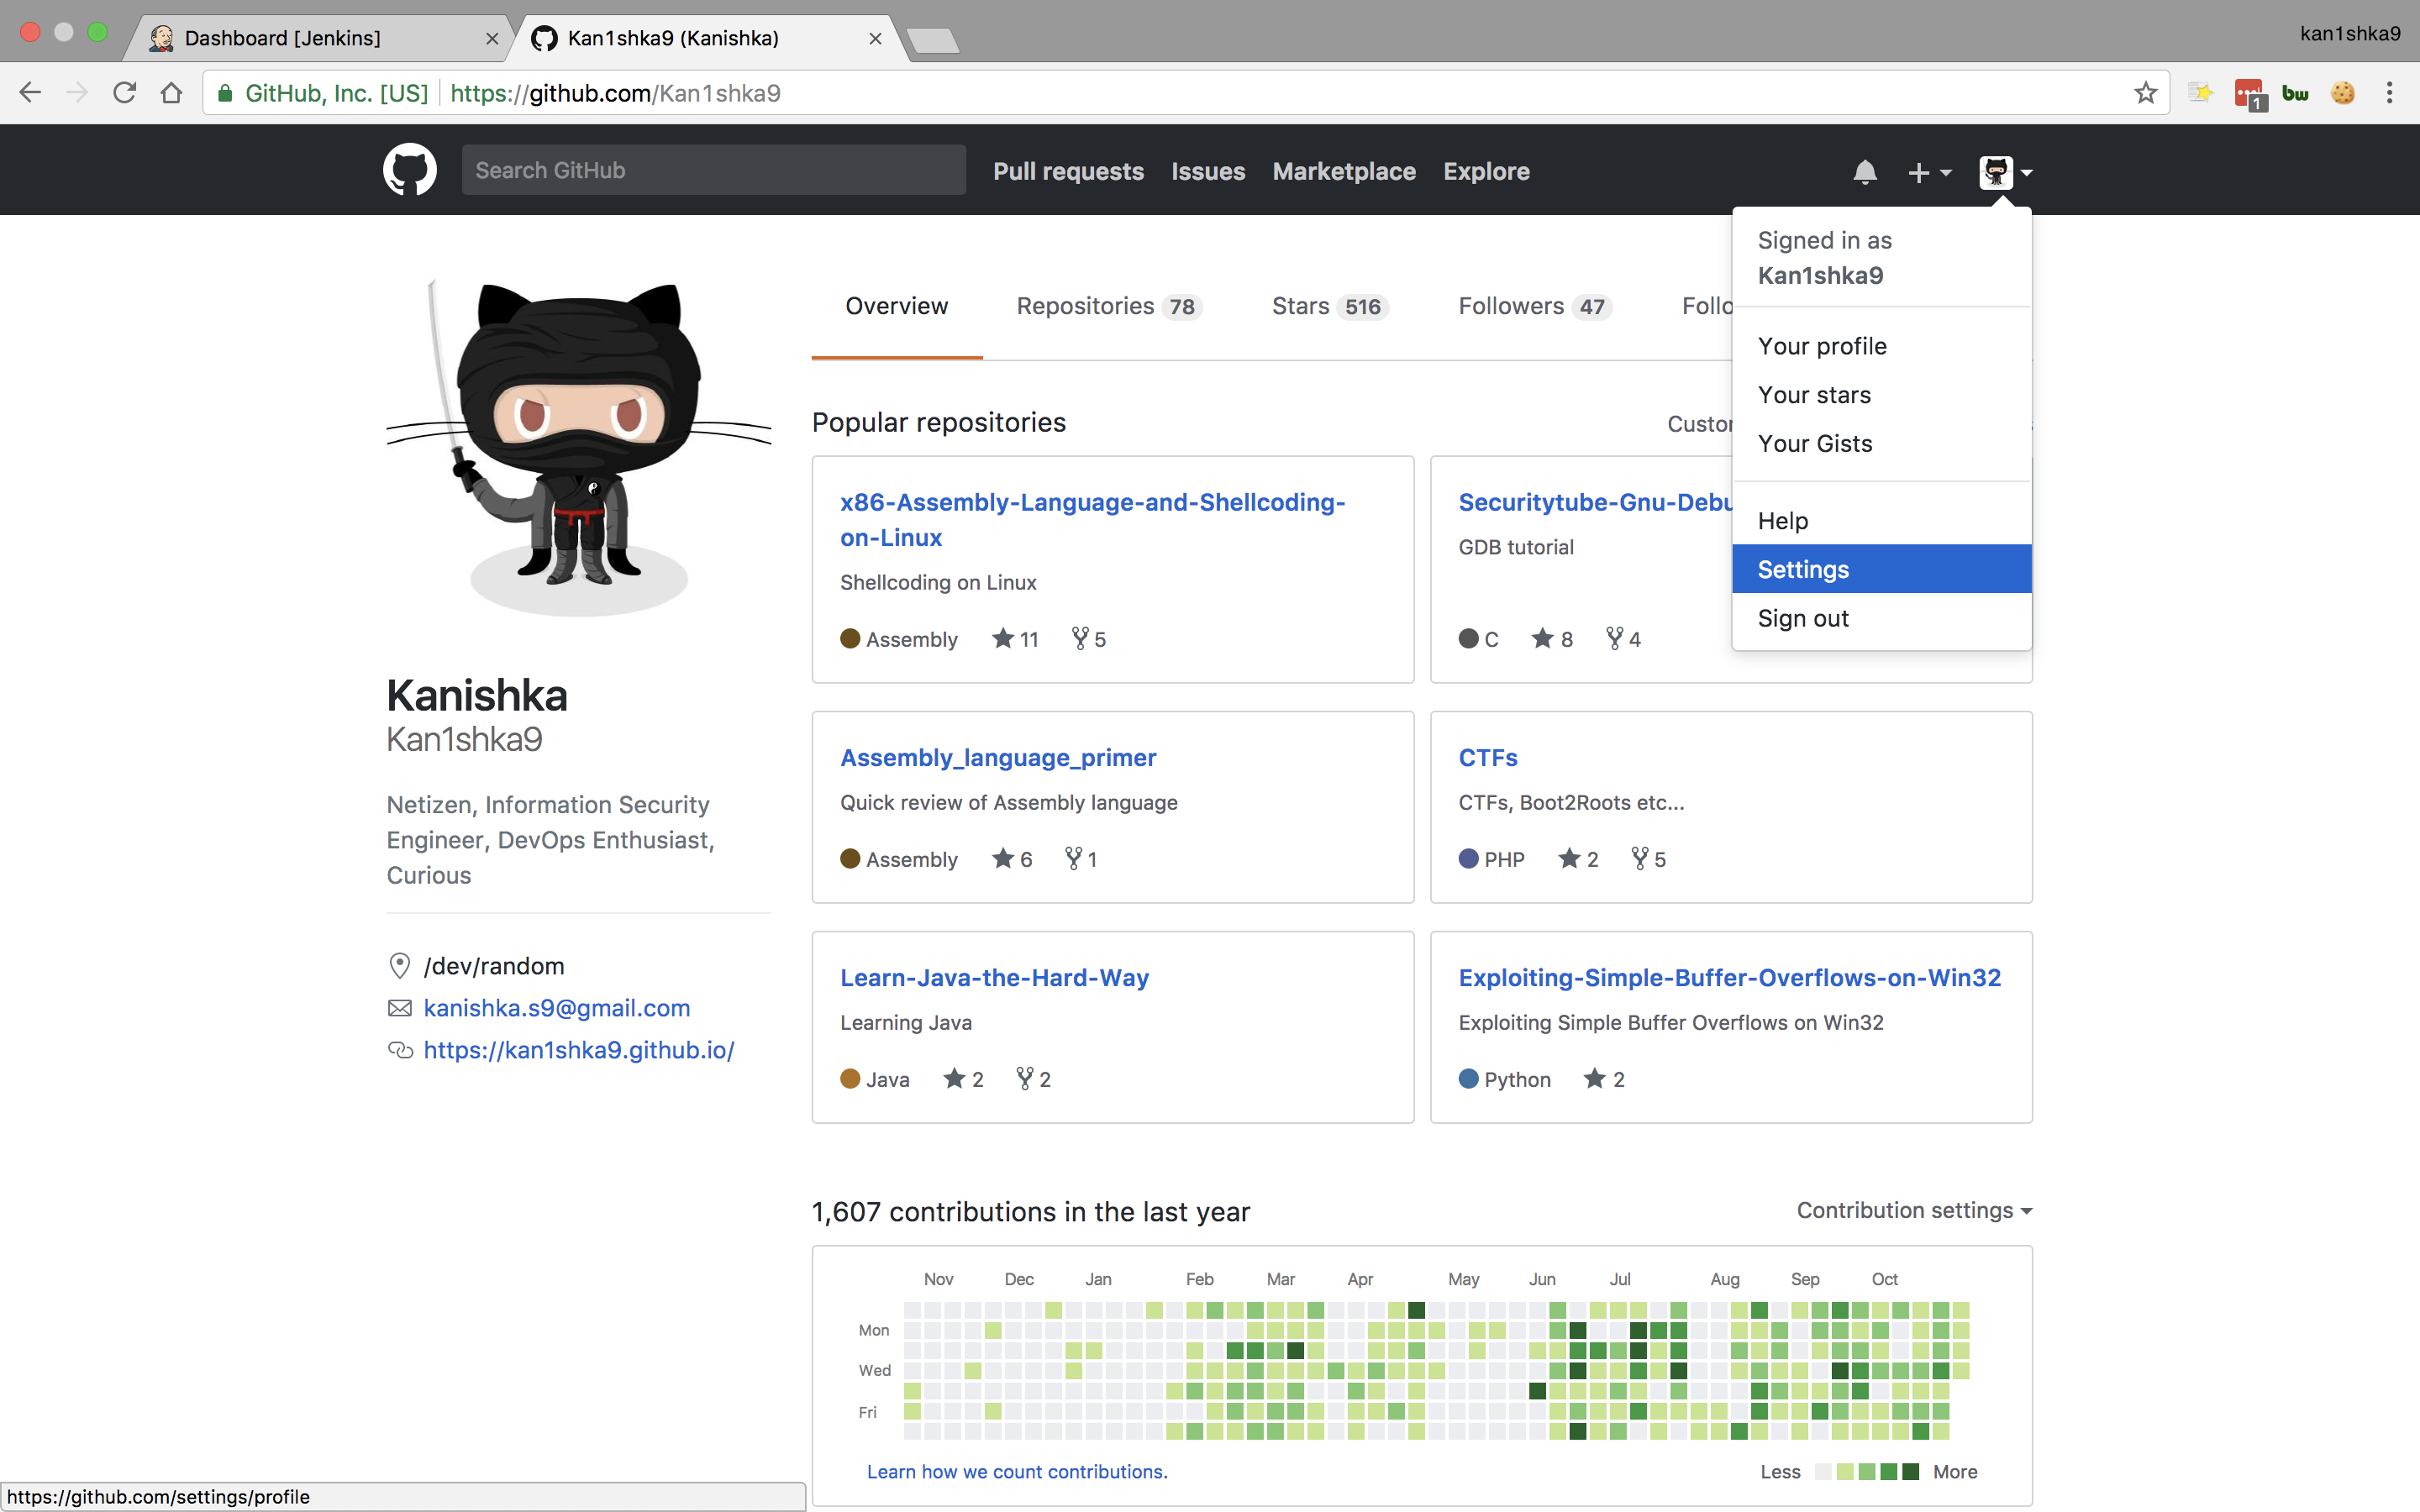 Dashboard [Jenkins]
Kan1shka9 (Kanishka)
kan1shka9
GitHub, Inc. [US]
https://github.com/Kan1shka9
1
bw
Search GitHub
Pull requests Issues Marketplace Explore
Signed in as
Kan1shka9
Your profile
Your stars
Your Gists
Help
Settings
Sign out
Overview
Repositories 78
Stars 516
Followers 47
Follo
Popular repositories
Custo
x86-Assembly-Language-and-Shellcoding-
on-Linux
Shellcoding on Linux
Assembly 11 5
Securitytube-Gnu-Debu
GDB tutorial
C 8 4
Kanishka
Kan1shka9
Netizen, Information Security
Engineer, DevOps Enthusiast,
Curious
/dev/random
kanishka.s9@gmail.com
https://kan1shka9.github.io/
Assembly_language_primer
Quick review of Assembly language
Assembly 6 1
CTFs
CTFs, Boot2Roots etc...
PHP 2 5
Learn-Java-the-Hard-Way
Learning Java
Java 2 2
Exploiting-Simple-Buffer-Overflows-on-Win32
Exploiting Simple Buffer Overflows on Win32
Python 2
1,607 contributions in the last year
Contribution settings
Nov Dec Jan Feb Mar Apr May Jun Jul Aug Sep Oct
Mon
Wed
Fri
Learn how we count contributions.
Less More
https://github.com/settings/profile